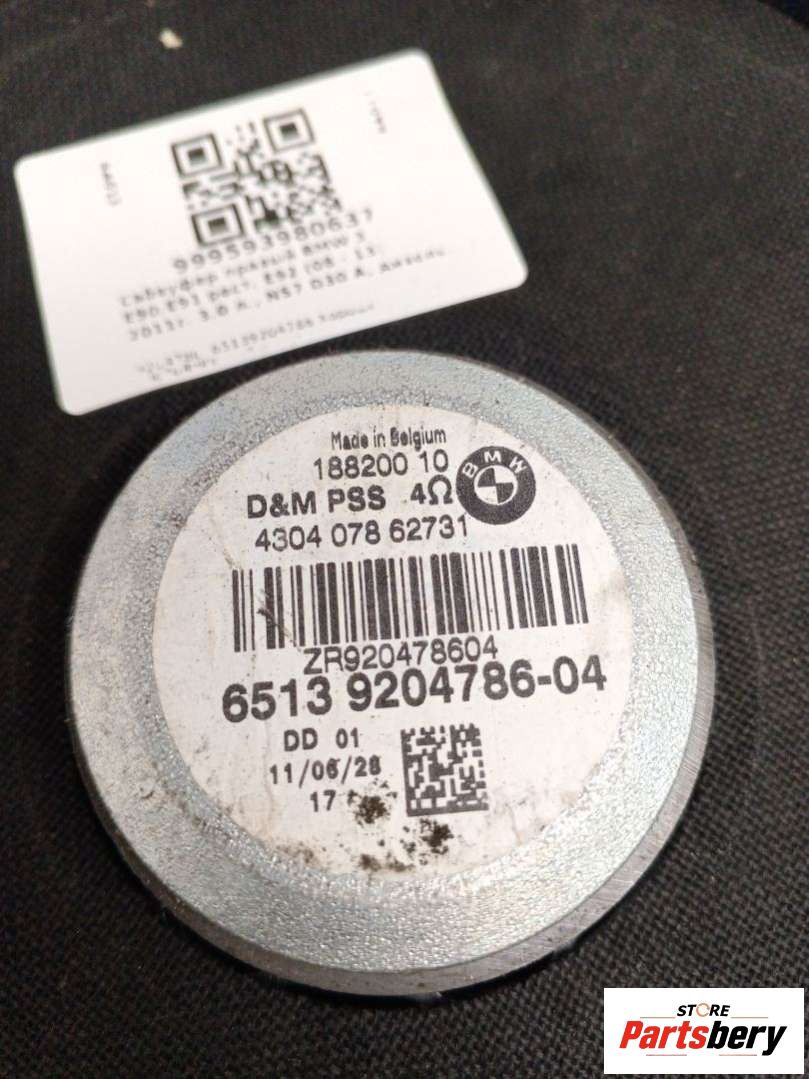 999593980637
Сабвуфер правый BMW 3
E90 E91 рест. E92 (08 - 13)
2011г. 3.0 л., N57 D30 A, Дизель.
65139204786
Made in Belgium
188200 10
D&M PSS 4Ω
BMW
4304 078 62731
ZR920478604
6513 9204786-04
DD 01
11/06/28
17
STORE
Partsbery